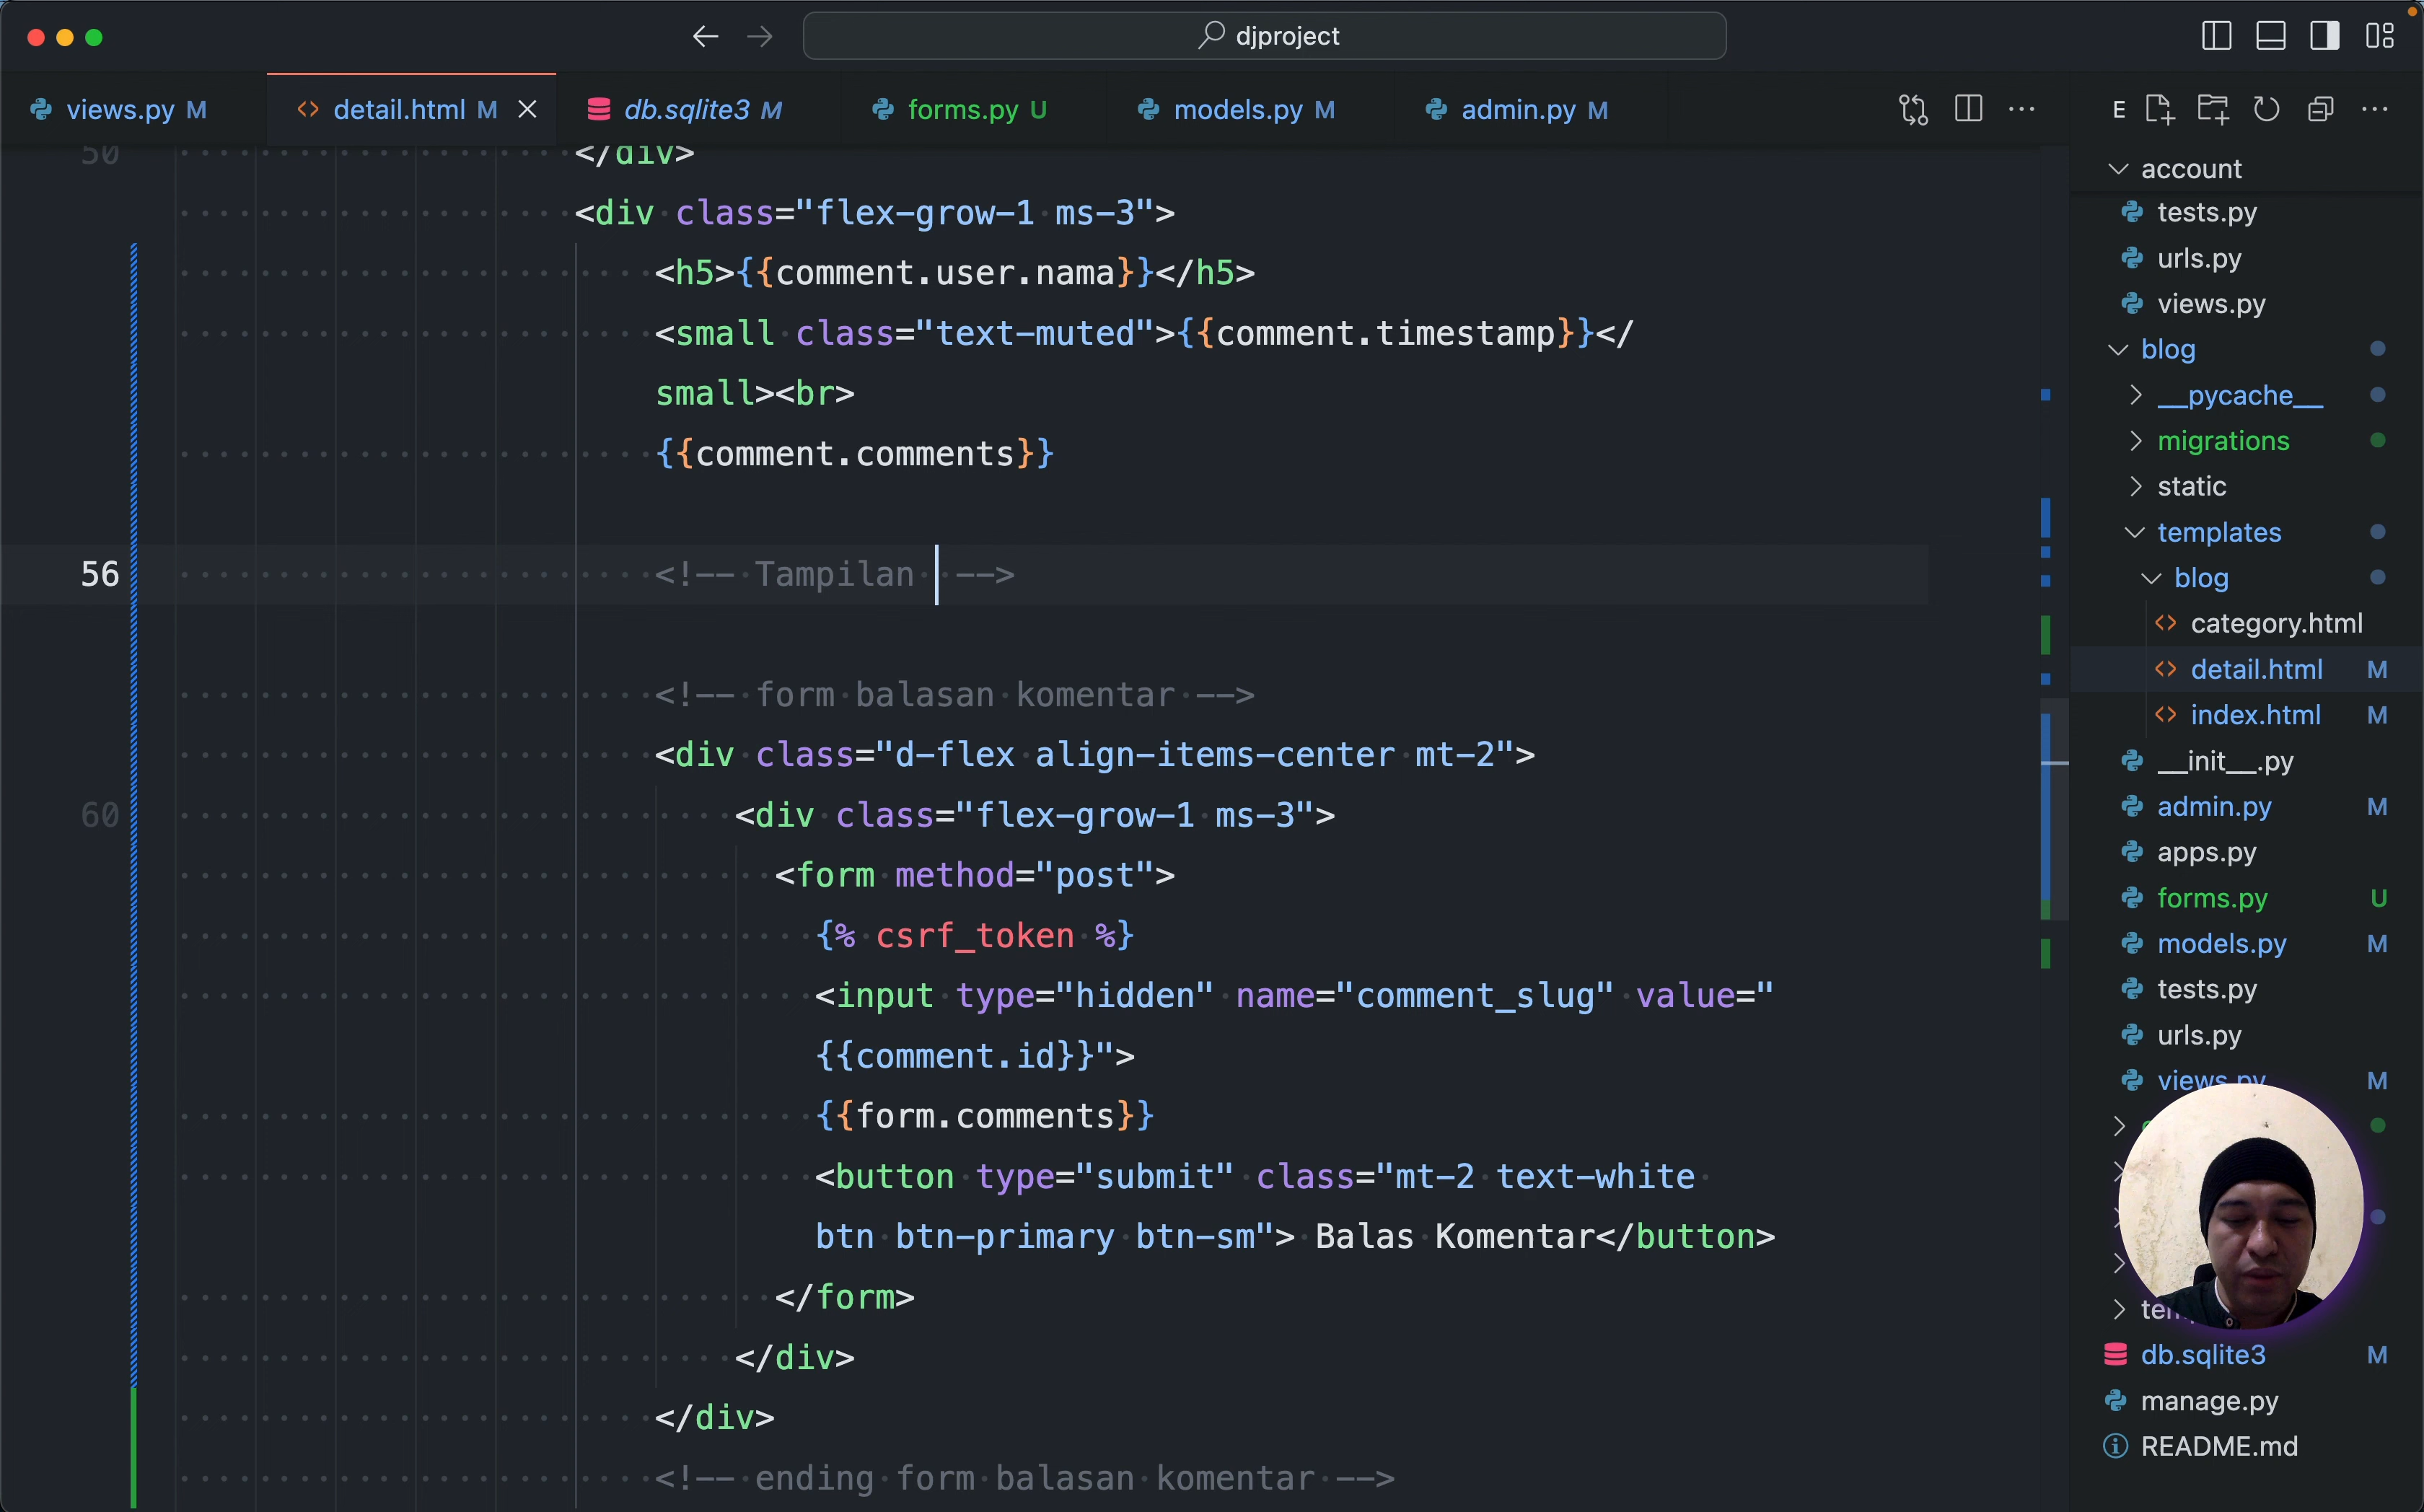 djproject
views.py M
detail.html M
db.sqlite3 M
forms.py U
models.py M
admin.py M
E
50 </div>
<div class="flex-grow-1 ms-3">
<h5>{{comment.user.nama}}</h5>
<small class="text-muted">{{comment.timestamp}}</
small><br>
{{comment.comments}}
56 <!-- Tampilan  -->
<!-- form balasan komentar -->
<div class="d-flex align-items-center mt-2">
60 <div class="flex-grow-1 ms-3">
<form method="post">
{% csrf_token %}
<input type="hidden" name="comment_slug" value="
{{comment.id}}">
{{form.comments}}
<button type="submit" class="mt-2 text-white
btn btn-primary btn-sm"> Balas Komentar</button>
</form>
</div>
</div>
<!-- ending form balasan komentar -->
account
tests.py
urls.py
views.py
blog
__pycache__
migrations
static
templates
blog
category.html
detail.html M
index.html M
__init__.py
admin.py M
apps.py
forms.py U
models.py M
tests.py
urls.py
views.py M
db.sqlite3 M
manage.py
README.md